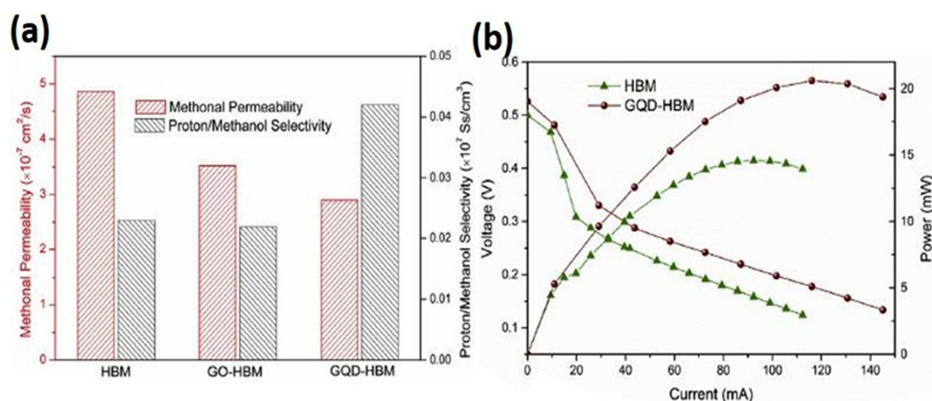 (a)
Methonal Permeability (×10⁻⁷ cm²/s)
5
4
3
2
1
0
Methonal Permeability
Proton/Methanol Selectivity
0.05
0.04
0.03
0.02
0.01
0.00
Proton/Methanol Selectivity (×10⁷ Ss/cm³)
HBM
GO-HBM
GQD-HBM
(b)
Voltage (V)
0.6
0.5
0.4
0.3
0.2
0.1
HBM
GQD-HBM
20
15
10
5
0
Power (mW)
0
20
40
60
80
100
120
140
Current (mA)